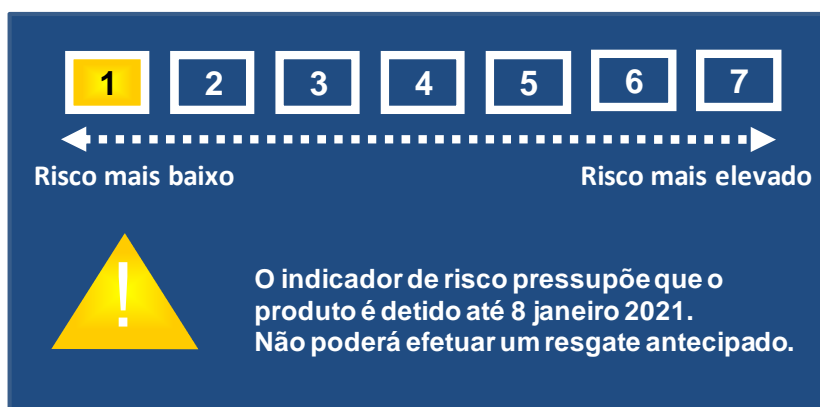 1 2 3 4 5 6 7
Risco mais baixo Risco mais elevado
!
O indicador de risco pressupõe que o
produto é detido até 8 janeiro 2021.
Não poderá efetuar um resgate antecipado.